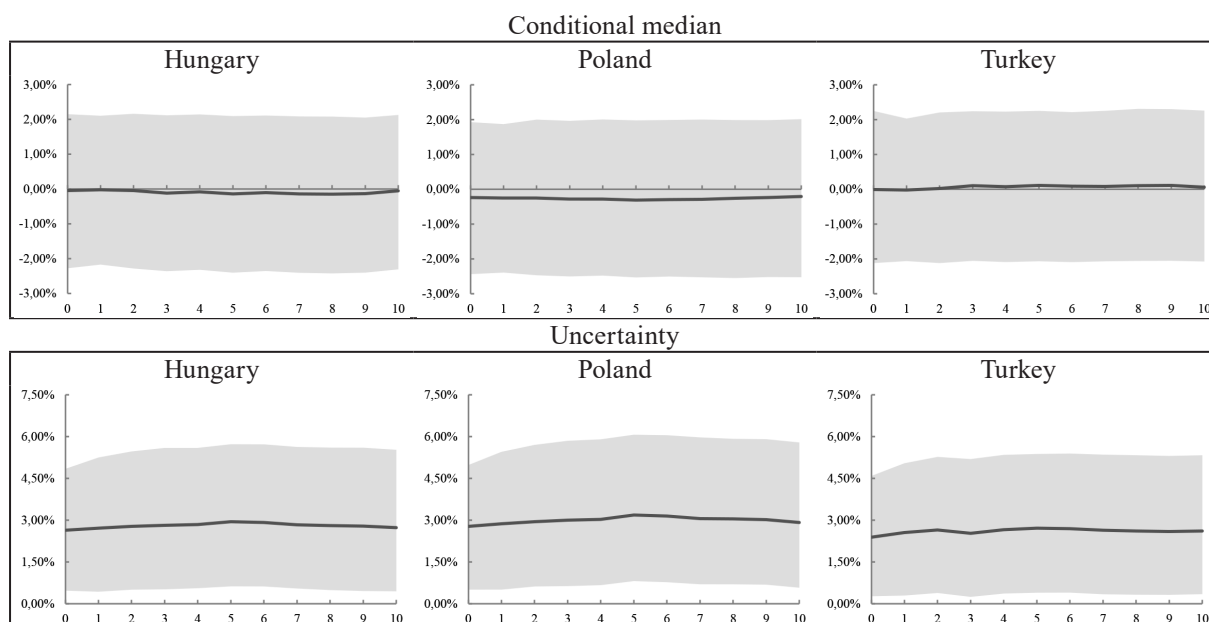 Conditional median
Hungary Poland Turkey
3,00% 3,00% 3,00%
2,00% 2,00% 2,00%
1,00% 1,00% 1,00%
0,00% 0,00% 0,00%
-1,00% -1,00% -1,00%
-2,00% -2,00% -2,00%
-3,00% -3,00% -3,00%
0 1 2 3 4 5 6 7 8 9 10 0 1 2 3 4 5 6 7 8 9 10 0 1 2 3 4 5 6 7 8 9 10
Uncertainty
Hungary Poland Turkey
7,50% 7,50% 7,50%
6,00% 6,00% 6,00%
4,50% 4,50% 4,50%
3,00% 3,00% 3,00%
1,50% 1,50% 1,50%
0,00% 0,00% 0,00%
0 1 2 3 4 5 6 7 8 9 10 0 1 2 3 4 5 6 7 8 9 10 0 1 2 3 4 5 6 7 8 9 10